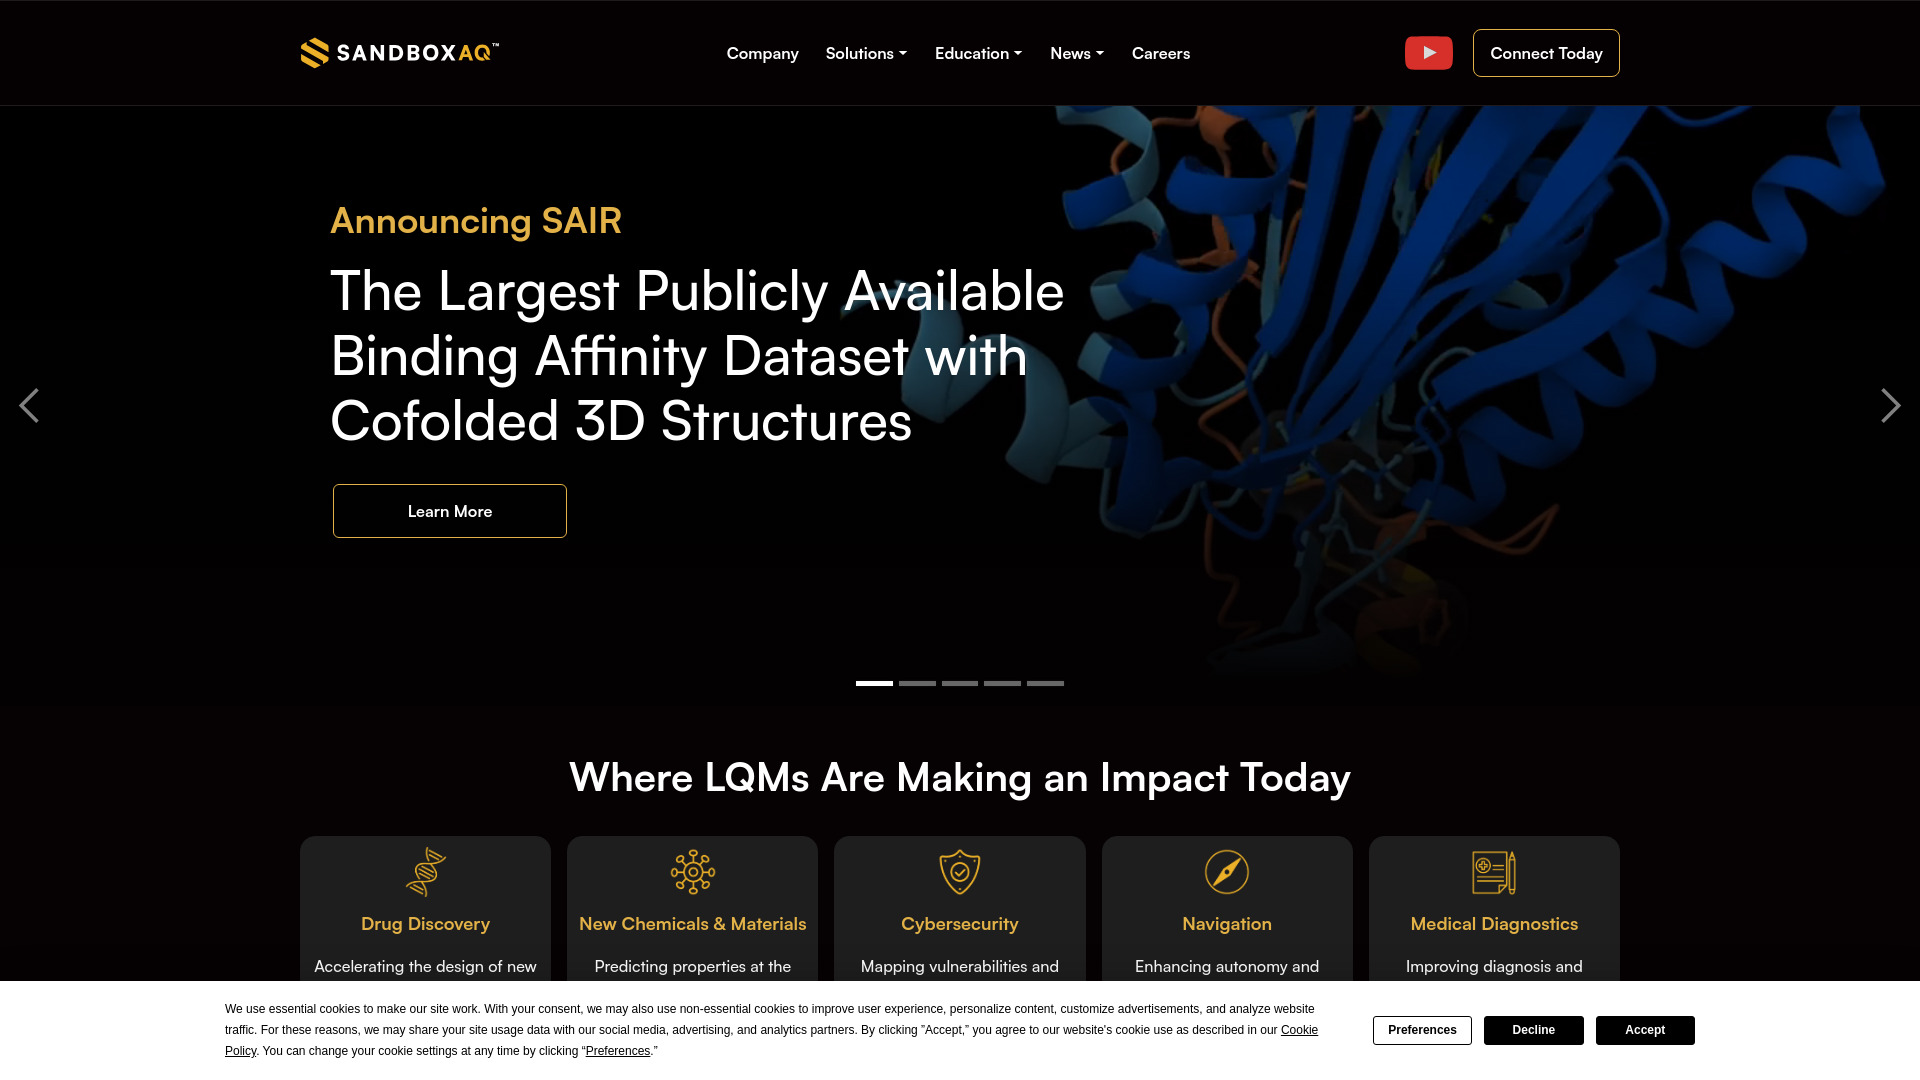 SANDBOXAQ™
Company Solutions Education News Careers
Connect Today
Announcing SAIR
The Largest Publicly Available
Binding Affinity Dataset with
Cofolded 3D Structures
Learn More
Where LQMs Are Making an Impact Today
Drug Discovery
Accelerating the design of new
New Chemicals & Materials
Predicting properties at the
Cybersecurity
Mapping vulnerabilities and
Navigation
Enhancing autonomy and
Medical Diagnostics
Improving diagnosis and
We use essential cookies to make our site work. With your consent, we may also use non-essential cookies to improve user experience, personalize content, customize advertisements, and analyze website
traffic. For these reasons, we may share your site usage data with our social media, advertising, and analytics partners. By clicking ”Accept,” you agree to our website's cookie use as described in our Cookie
Policy. You can change your cookie settings at any time by clicking “Preferences.”
Preferences
Decline
Accept